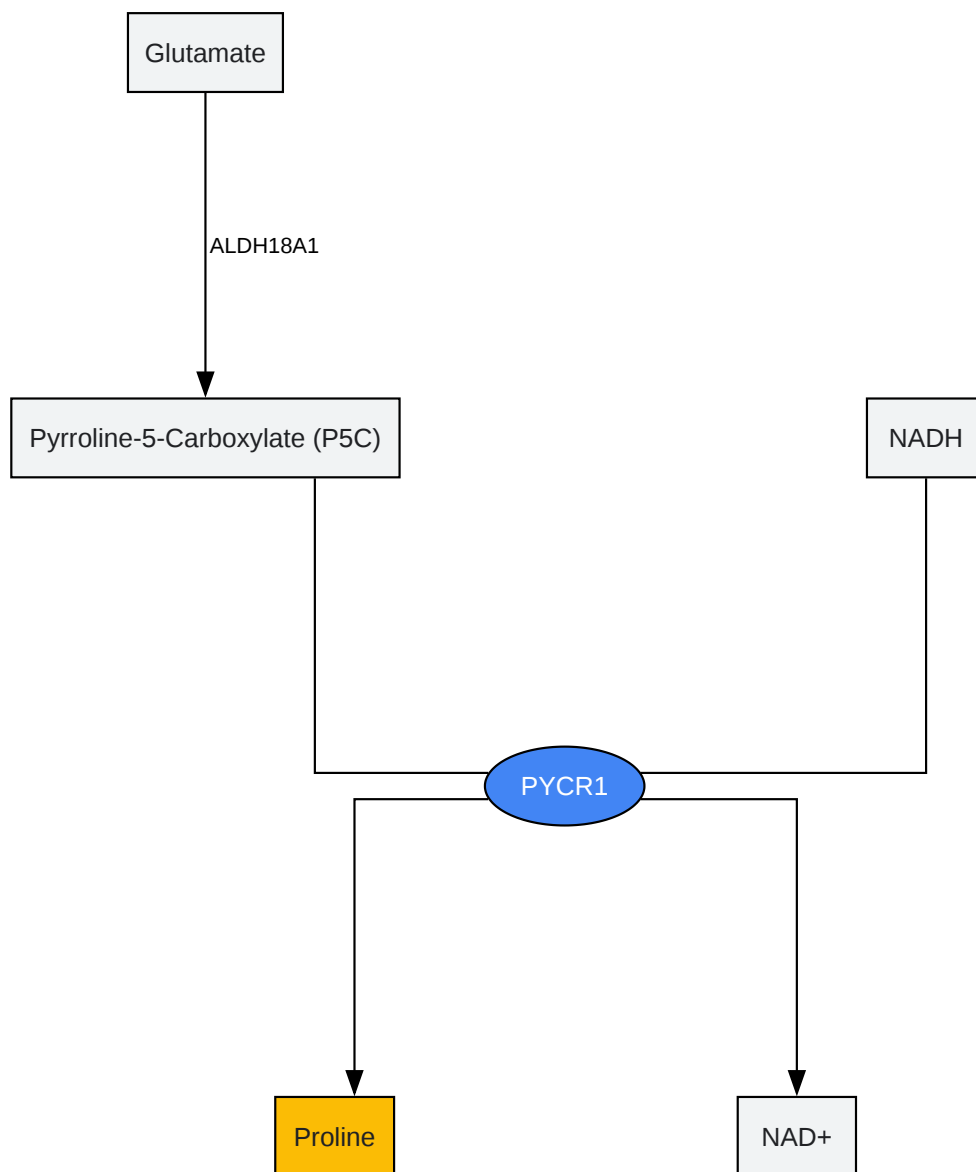 Glutamate
ALDH18A1
Pyrroline-5-Carboxylate (P5C)
NADH
PYCR1
Proline
NAD+